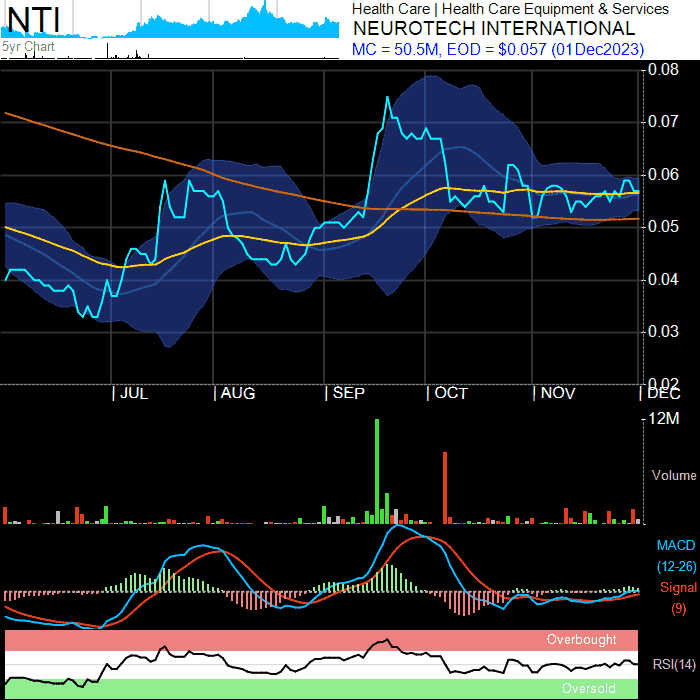 NTI
5yr Chart
Health Care | Health Care Equipment & Services
NEUROTECH INTERNATIONAL
MC = 50.5M, EOD = $0.057 (01Dec2023)
0.08
0.07
0.06
0.05
0.04
0.03
0.02
| JUL | AUG | SEP | OCT | NOV | DEC
12M
Volume
MACD
(12-26)
Signal
(9)
Overbought
RSI(14)
Oversold